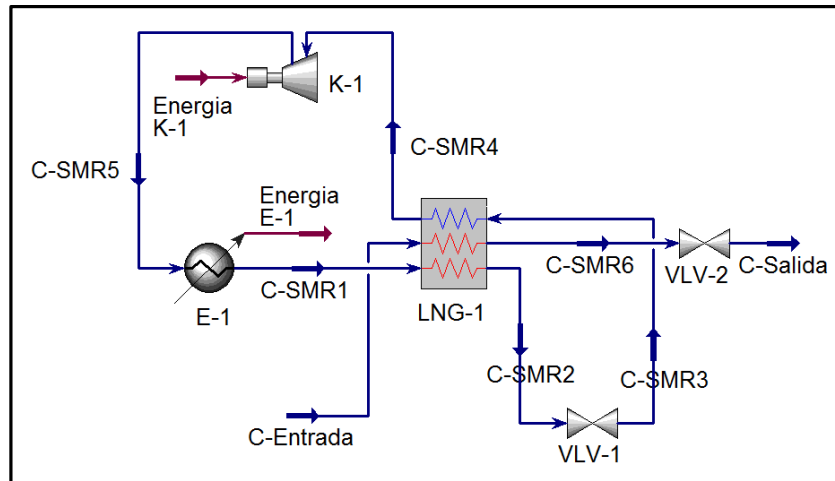 K-1
Energia
K-1
C-SMR4
C-SMR5
Energia
E-1
C-SMR6
VLV-2
C-Salida
C-SMR1
E-1
LNG-1
C-SMR2
C-SMR3
C-Entrada
VLV-1